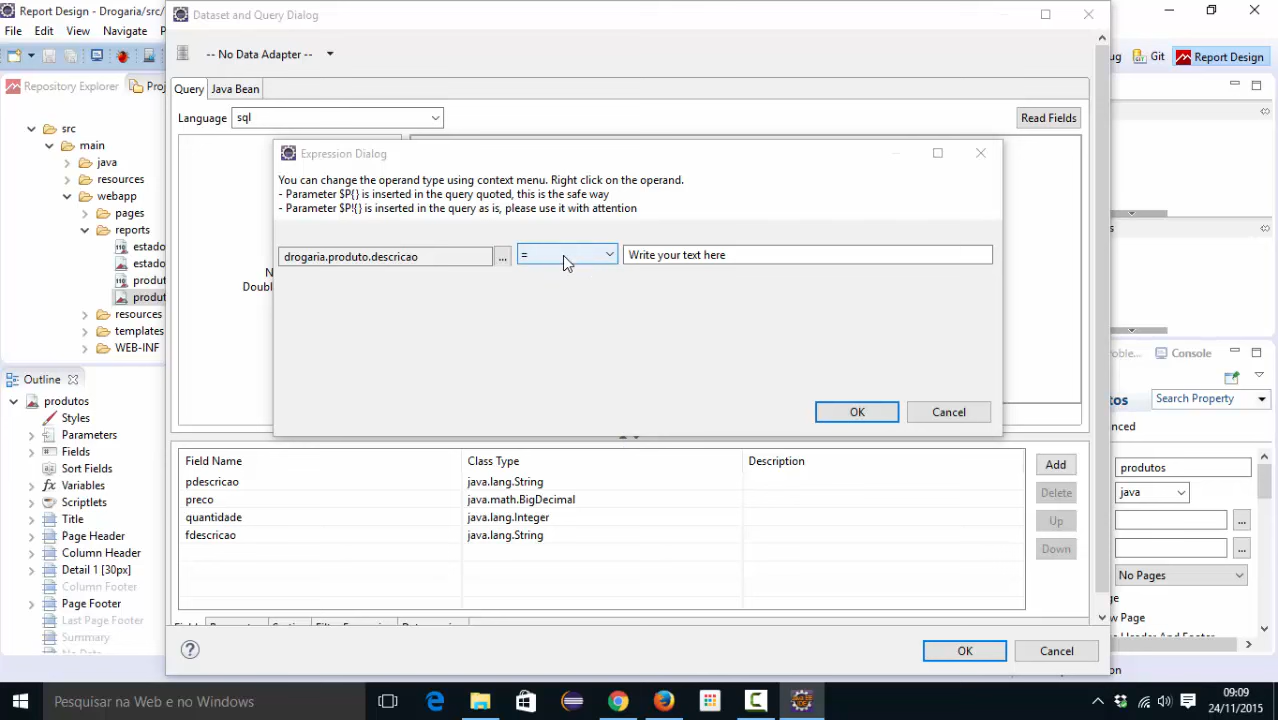 Report Design - Drogaria/src/
Dataset and Query Dialog
File Edit View Navigate
-- No Data Adapter --
Git
Report Design
Repository Explorer
Query Java Bean
Language sql
Read Fields
src
main
java
resources
webapp
pages
reports
estado
estado
produt
produt
resources
templates
WEB-INF
Expression Dialog
You can change the operand type using context menu. Right click on the operand.
- Parameter $P{} is inserted in the query quoted, this is the safe way
- Parameter $P!{} is inserted in the query as is, please use it with attention
drogaria.produto.descricao ... = Write your text here
OK Cancel
Doubl
Console
Outline
produtos
Styles
Parameters
Fields
Sort Fields
Variables
Scriptlets
Title
Page Header
Column Header
Detail 1 [30px]
Column Footer
Page Footer
Last Page Footer
Summary
Field Name Class Type Description
pdescricao java.lang.String
preco java.math.BigDecimal
quantidade java.lang.Integer
fdescricao java.lang.String
Add
Delete
Up
Down
OK Cancel
Search Property
produtos
java
...
...
No Pages
Pesquisar na Web e no Windows
09:09
24/11/2015